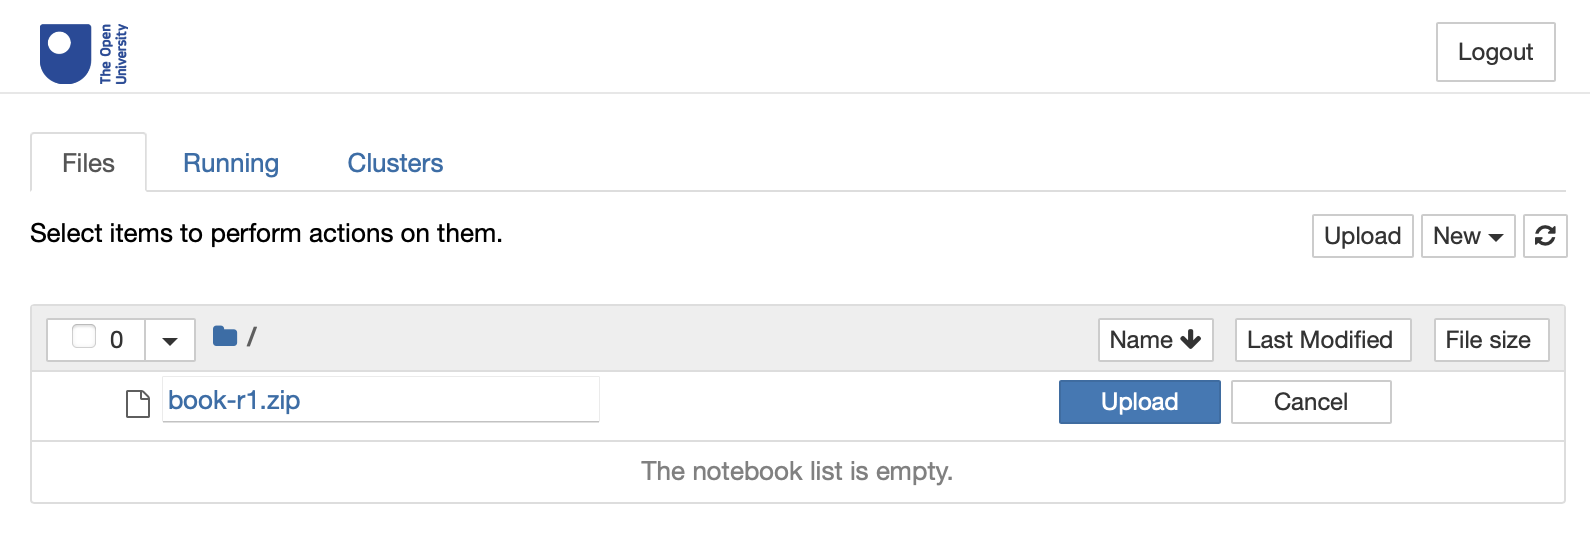 The Open
University
Logout
Files
Running
Clusters
Select items to perform actions on them.
Upload
New
0
/
Name
Last Modified
File size
book-r1.zip
Upload
Cancel
The notebook list is empty.